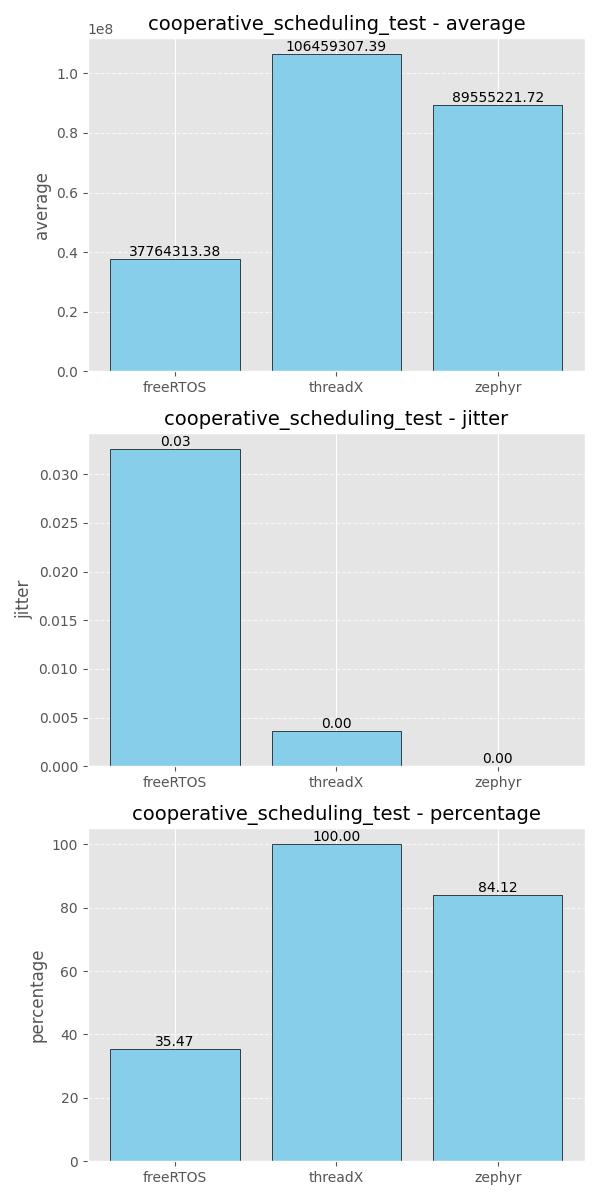 cooperative_scheduling_test - average
1e8
106459307.39
89555221.72
37764313.38
1.0
0.8
0.6
0.4
0.2
0.0
average
freeRTOS threadX zephyr
cooperative_scheduling_test - jitter
0.03
0.00
0.00
0.030
0.025
0.020
0.015
0.010
0.005
0.000
jitter
freeRTOS threadX zephyr
cooperative_scheduling_test - percentage
100.00
84.12
35.47
100
80
60
40
20
0
percentage
freeRTOS threadX zephyr